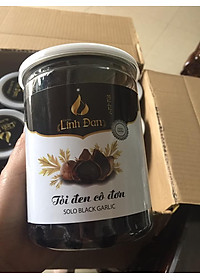 Linh Đan
Tỏi đen cô đơn
SOLO BLACK GARLIC